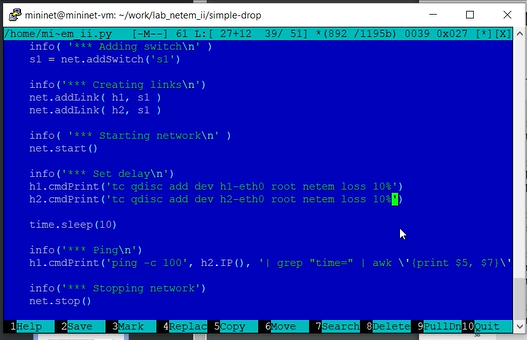 mininet@mininet-vm: ~/work/lab_netem_ii/simple-drop
/home/mi~em_ii.py   [-M--] 61 L:[ 27+12  39/ 51] *(892 /1195b) 0039 0x027 [*][X]
info( '*** Adding switch\n' )
s1 = net.addSwitch('s1')
info('*** Creating links\n')
net.addLink( h1, s1 )
net.addLink( h2, s1 )
info( '*** Starting network\n' )
net.start()
info('*** Set delay\n')
h1.cmdPrint('tc qdisc add dev h1-eth0 root netem loss 10%')
h2.cmdPrint('tc qdisc add dev h2-eth0 root netem loss 10%')
time.sleep(10)
info('*** Ping\n')
h1.cmdPrint('ping -c 100', h2.IP(), '| grep "time=" | awk \'{print $5, $7}\'
info('*** Stopping network')
net.stop()
1Help 2Save 3Mark 4Replac 5Copy 6Move 7Search 8Delete 9PullDn 10Quit